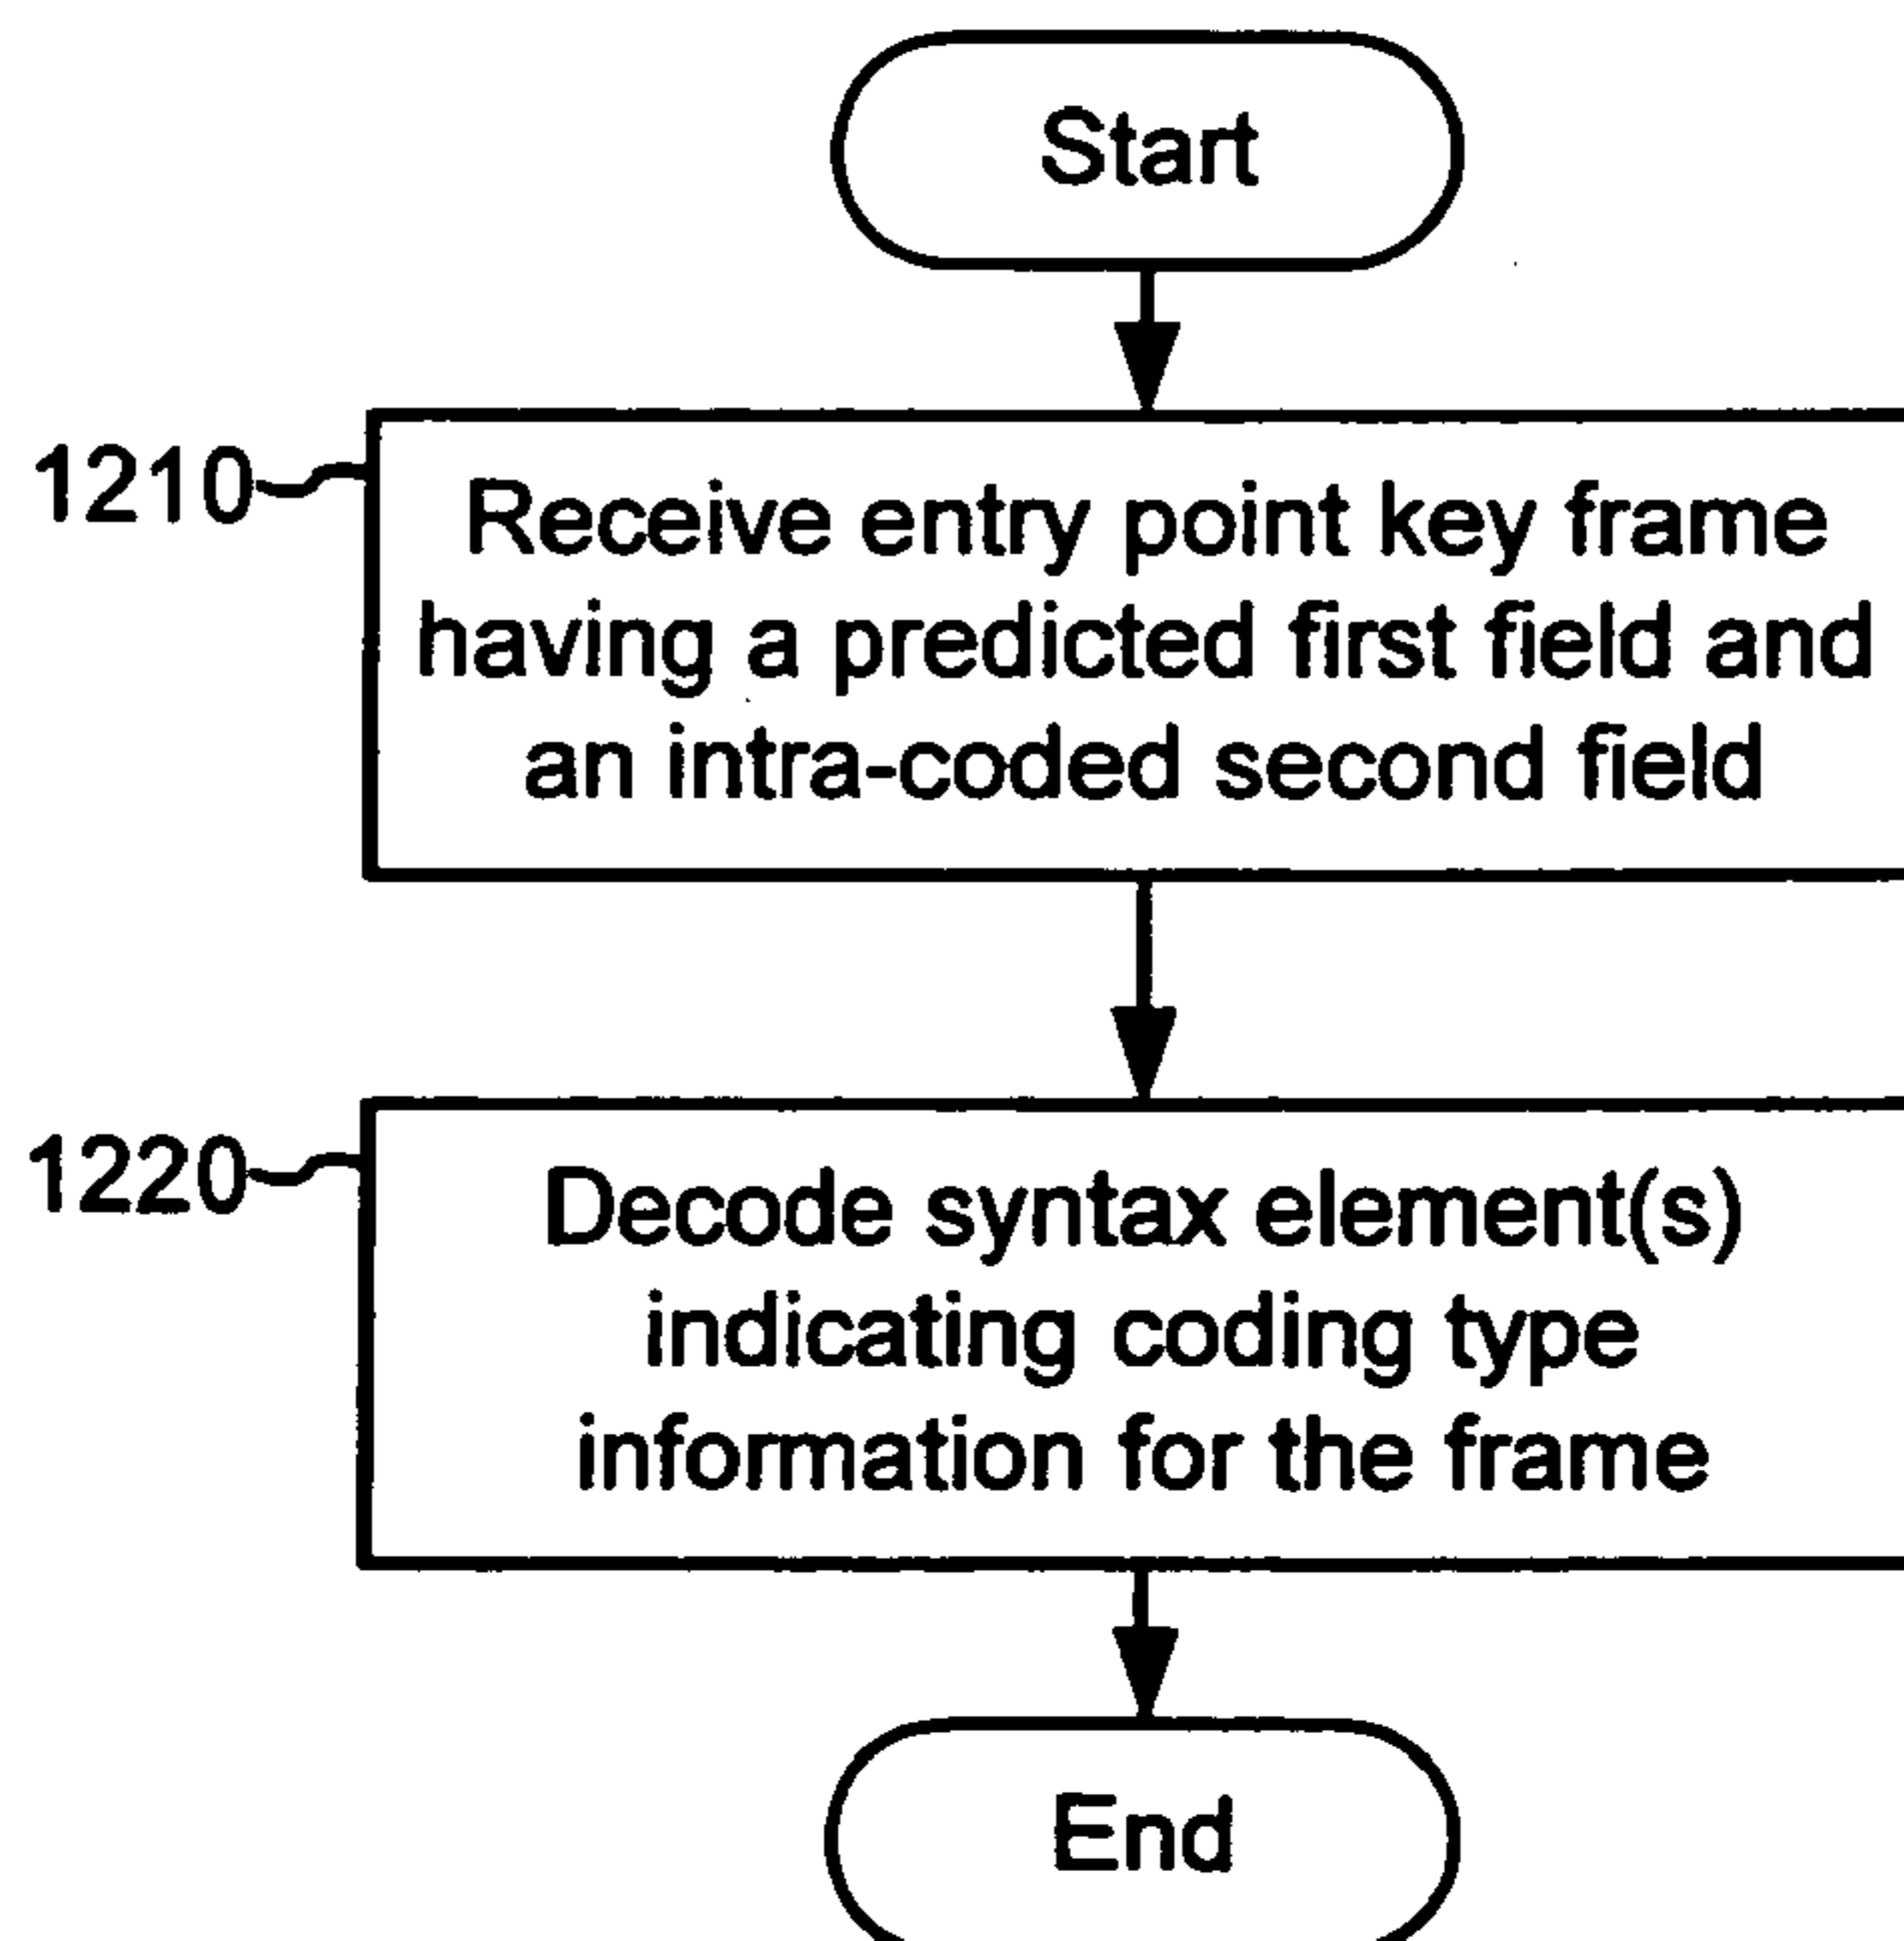 Start
1210
Receive entry point key frame
having a predicted first field and
an intra-coded second field
1220
Decode syntax element(s)
indicating coding type
information for the frame
End